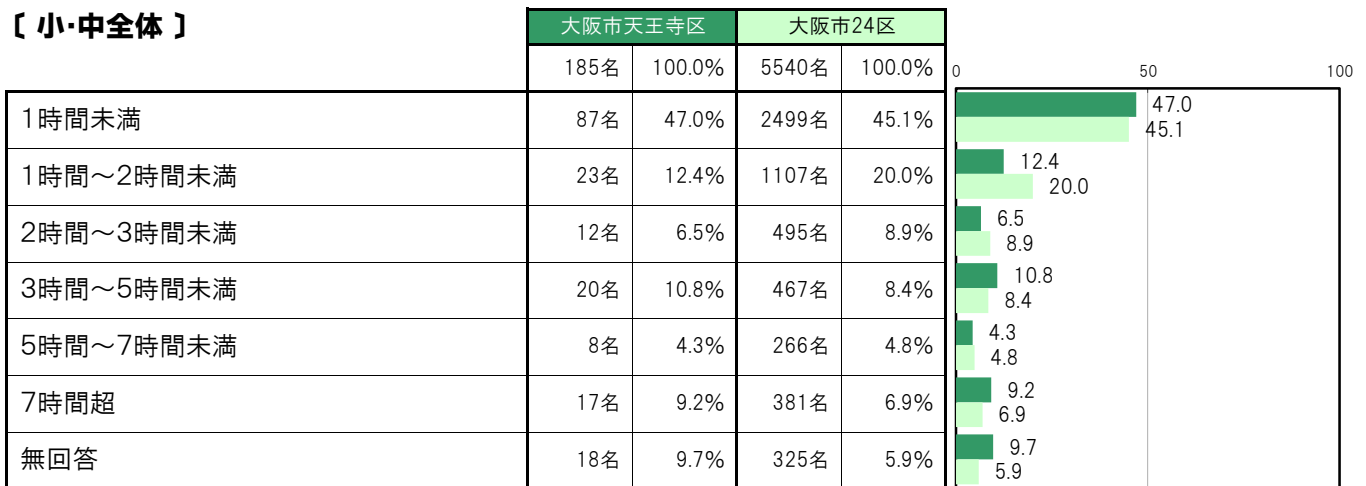 〔 小・中全体 〕
大阪市天王寺区 大阪市24区
185名 100.0% 5540名 100.0% 0 50 100
1時間未満 87名 47.0% 2499名 45.1% 47.0
45.1
1時間～2時間未満 23名 12.4% 1107名 20.0% 12.4
20.0
2時間～3時間未満 12名 6.5% 495名 8.9% 6.5
8.9
3時間～5時間未満 20名 10.8% 467名 8.4% 10.8
8.4
5時間～7時間未満 8名 4.3% 266名 4.8% 4.3
4.8
7時間超 17名 9.2% 381名 6.9% 9.2
6.9
無回答 18名 9.7% 325名 5.9% 9.7
5.9